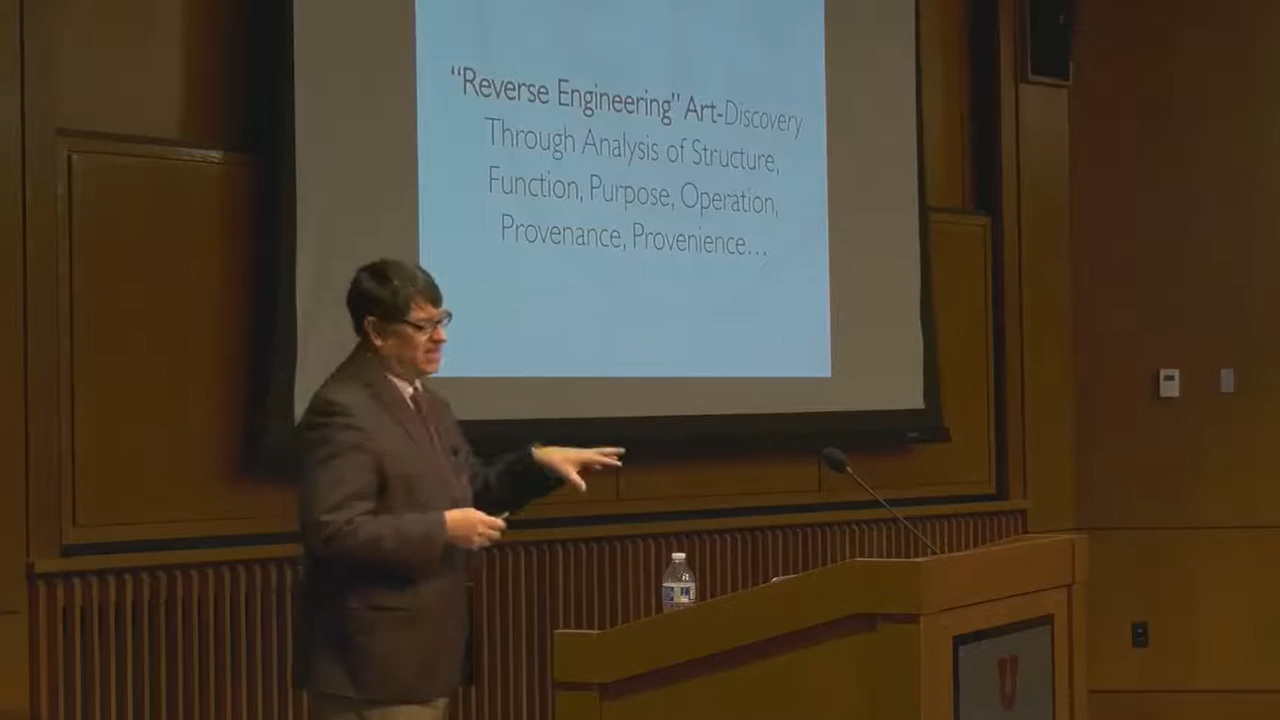 “Reverse Engineering” Art-Discovery
Through Analysis of Structure,
Function, Purpose, Operation,
Provenance, Provenience…
U